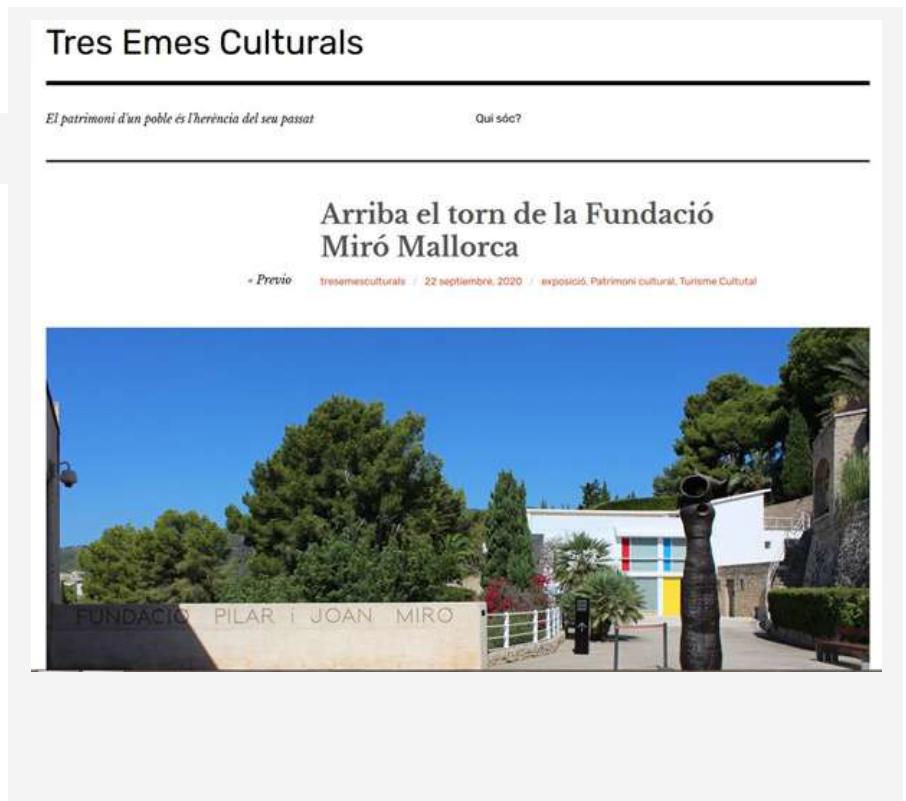 Tres Emes Culturals
El patrimoni d'un poble és l'herència del seu passat
Qui sóc?
Arriba el torn de la Fundació
Miró Mallorca
« Previo
tresemesculturals / 22 septiembre, 2020 / exposició, Patrimoni cultural, Turisme Cultutal
FUNDACIÓ PILAR i JOAN MIRÓ